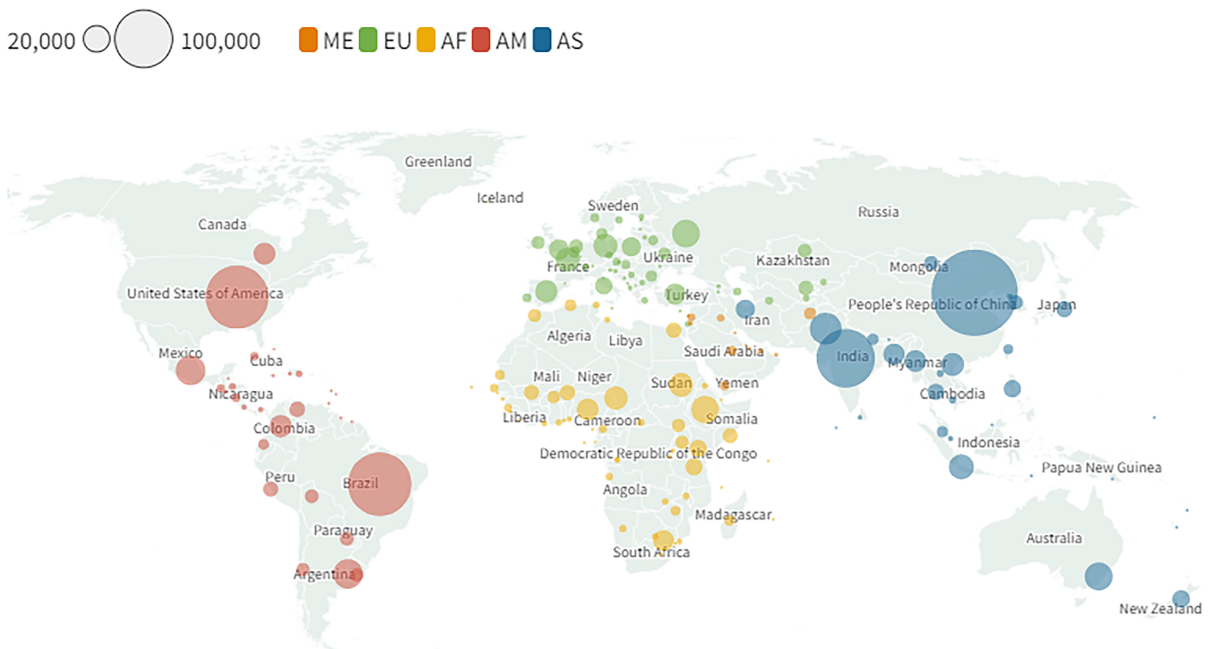 20,000 100,000 ME EU AF AM AS
Greenland
Iceland
Sweden
Russia
Canada
Ukraine
Kazakhstan
France
Mongolia
United States of America
Turkey
People's Republic of China
Japan
Iran
Algeria
Libya
Saudi Arabia
Mexico
Cuba
India
Myanmar
Mali
Niger
Sudan
Yemen
Nicaragua
Cambodia
Liberia
Cameroon
Somalia
Colombia
Indonesia
Democratic Republic of the Congo
Papua New Guinea
Peru
Brazil
Angola
Madagascar
Paraguay
Australia
South Africa
Argentina
New Zealand